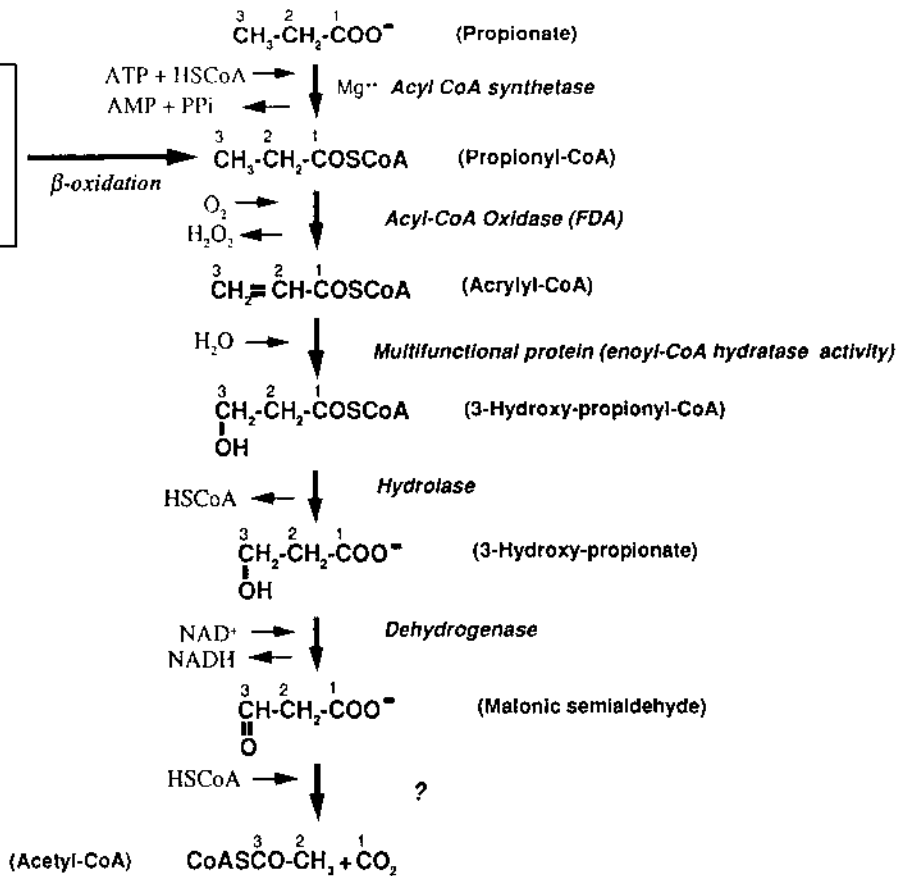 3 2 1
CH₃-CH₂-COO⁻ (Propionate)
ATP + HSCoA
Mg⁺⁺ Acyl CoA synthetase
AMP + PPi
3 2 1
CH₃-CH₂-COSCoA (Propionyl-CoA)
β-oxidation
O₂
Acyl-CoA Oxidase (FDA)
H₂O₂
3 2 1
CH₂=CH-COSCoA (Acrylyl-CoA)
H₂O
Multifunctional protein (enoyl-CoA hydratase activity)
3 2 1
CH₂-CH₂-COSCoA (3-Hydroxy-propionyl-CoA)
OH
Hydrolase
HSCoA
3 2 1
CH₂-CH₂-COO⁻ (3-Hydroxy-propionate)
OH
NAD⁺ Dehydrogenase
NADH
3 2 1
CH-CH₂-COO⁻ (Malonic semialdehyde)
O
HSCoA ?
3 2 1
(Acetyl-CoA) CoASCO-CH₃ + CO₂